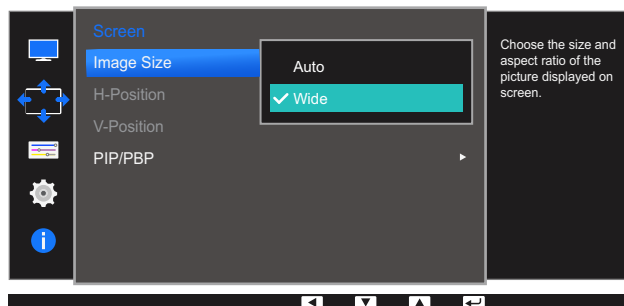 Screen
Image Size
Auto
Wide
H-Position
V-Position
PIP/PBP
Choose the size and
aspect ratio of the
picture displayed on
screen.